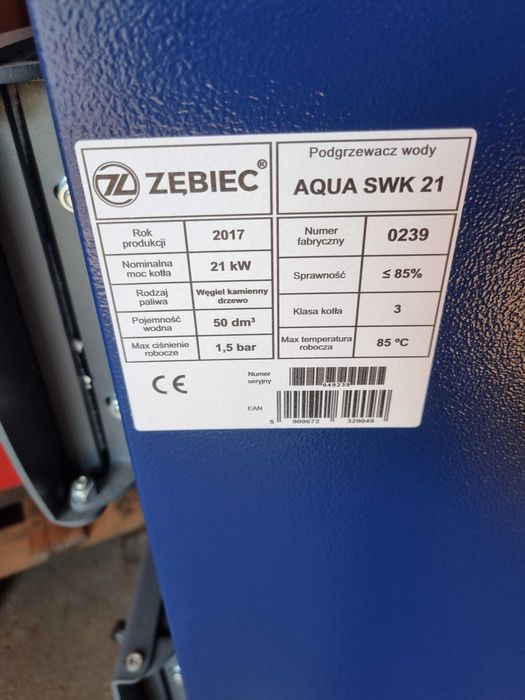 ZĘBIEC®
Podgrzewacz wody
AQUA SWK 21
Rok
produkcji
2017
Nominalna
moc kotła
21 kW
Rodzaj
paliwa
Węgiel kamienny
drzewo
Pojemność
wodna
50 dm³
Max ciśnienie
robocze
1,5 bar
Numer
fabryczny
0239
Sprawność
≤ 85%
Klasa kotła
3
Max temperatura
robocza
85 ºC
CE
Numer
seryjny
049239
EAN
5 900672 329049